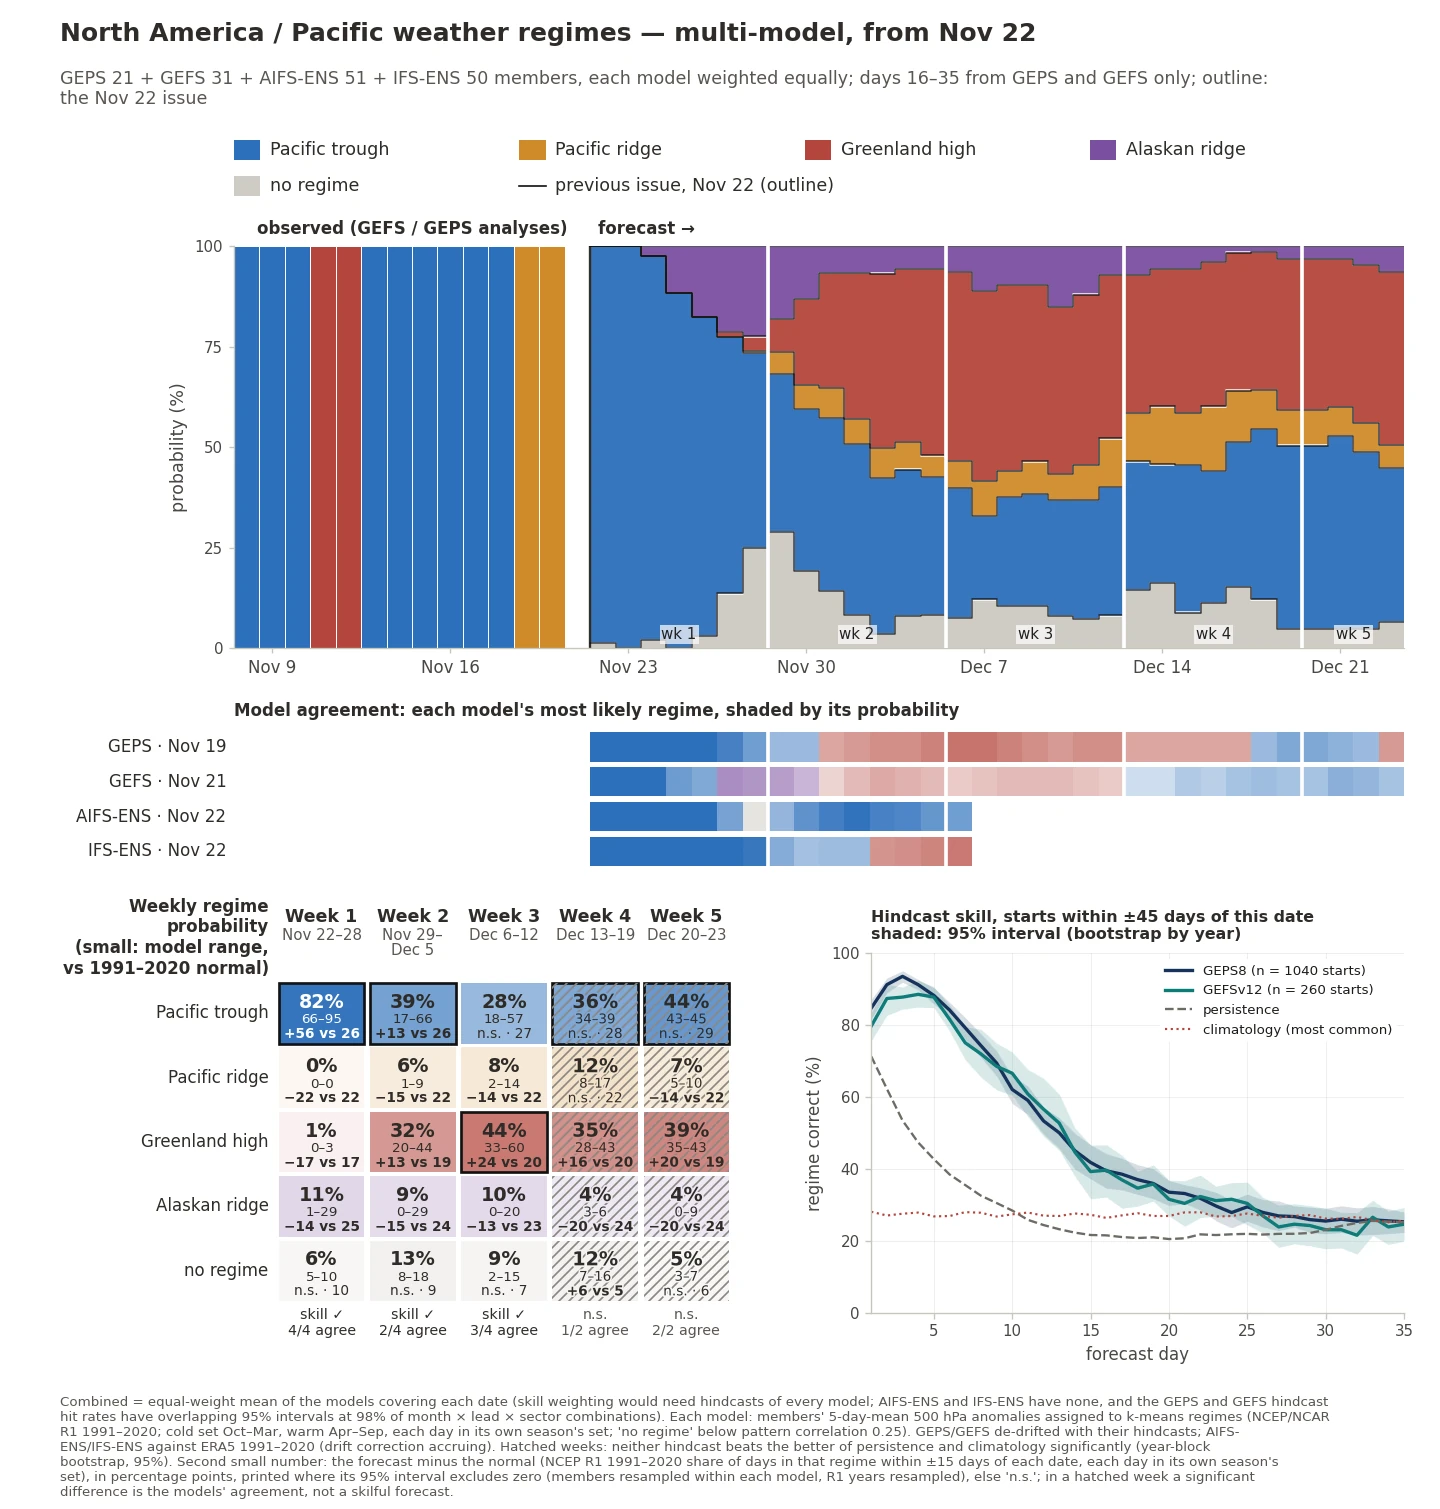 North America / Pacific weather regimes — multi-model, from Nov 22
GEPS 21 + GEFS 31 + AIFS-ENS 51 + IFS-ENS 50 members, each model weighted equally; days 16–35 from GEPS and GEFS only; outline:
the Nov 22 issue
Pacific trough
Pacific ridge
Greenland high
Alaskan ridge
no regime
previous issue, Nov 22 (outline)
observed (GEFS / GEPS analyses)
forecast →
100
75
50
25
0
probability (%)
wk 1
wk 2
wk 3
wk 4
wk 5
Nov 9
Nov 16
Nov 23
Nov 30
Dec 7
Dec 14
Dec 21
Model agreement: each model's most likely regime, shaded by its probability
GEPS · Nov 19
GEFS · Nov 21
AIFS-ENS · Nov 22
IFS-ENS · Nov 22
Weekly regime
probability
(small: model range,
vs 1991–2020 normal)
Week 1
Nov 22–28
Week 2
Nov 29–
Dec 5
Week 3
Dec 6–12
Week 4
Dec 13–19
Week 5
Dec 20–23
Pacific trough
82% 39% 28% 36% 44%
66–95 17–66 18–57 34–39 43–45
+56 vs 26 +13 vs 26 n.s. · 27 n.s. · 28 n.s. · 29
Pacific ridge
0% 6% 8% 12% 7%
0–0 1–9 2–14 8–17 5–10
−22 vs 22 −15 vs 22 −14 vs 22 n.s. · 22 −14 vs 22
Greenland high
1% 32% 44% 35% 39%
0–3 20–44 33–60 28–43 35–43
−17 vs 17 +13 vs 19 +24 vs 20 +16 vs 20 +20 vs 19
Alaskan ridge
11% 9% 10% 4% 4%
1–29 0–29 0–20 3–6 0–9
−14 vs 25 −15 vs 24 −13 vs 23 −20 vs 24 −20 vs 24
no regime
6% 13% 9% 12% 5%
5–10 8–18 2–15 7–16 3–7
n.s. · 10 n.s. · 9 n.s. · 7 +6 vs 5 n.s. · 6
skill ✓ skill ✓ skill ✓ n.s. n.s.
4/4 agree 2/4 agree 3/4 agree 1/2 agree 2/2 agree
Hindcast skill, starts within ±45 days of this date
shaded: 95% interval (bootstrap by year)
GEPS8 (n = 1040 starts)
GEFSv12 (n = 260 starts)
persistence
climatology (most common)
100
80
60
40
20
0
regime correct (%)
5 10 15 20 25 30 35
forecast day
Combined = equal-weight mean of the models covering each date (skill weighting would need hindcasts of every model; AIFS-ENS and IFS-ENS have none, and the GEPS and GEFS hindcast
hit rates have overlapping 95% intervals at 98% of month × lead × sector combinations). Each model: members' 5-day-mean 500 hPa anomalies assigned to k-means regimes (NCEP/NCAR
R1 1991–2020; cold set Oct–Mar, warm Apr–Sep, each day in its own season's set; 'no regime' below pattern correlation 0.25). GEPS/GEFS de-drifted with their hindcasts; AIFS-
ENS/IFS-ENS against ERA5 1991–2020 (drift correction accruing). Hatched weeks: neither hindcast beats the better of persistence and climatology significantly (year-block
bootstrap, 95%). Second small number: the forecast minus the normal (NCEP R1 1991–2020 share of days in that regime within ±15 days of each date, each day in its own season's
set), in percentage points, printed where its 95% interval excludes zero (members resampled within each model, R1 years resampled), else 'n.s.'; in a hatched week a significant
difference is the models' agreement, not a skilful forecast.